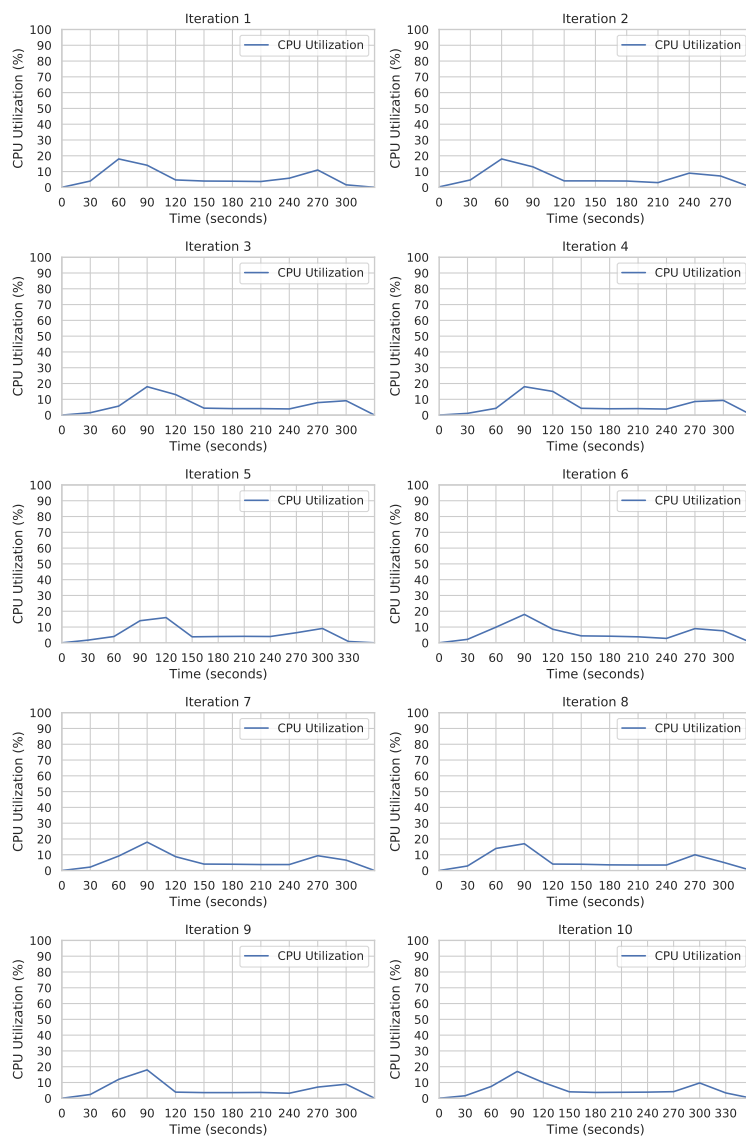 Iteration 1
CPU Utilization (%)
100
90
80
70
60
50
40
30
20
10
0
CPU Utilization
0 30 60 90 120 150 180 210 240 270 300
Time (seconds)
Iteration 2
CPU Utilization (%)
100
90
80
70
60
50
40
30
20
10
0
CPU Utilization
0 30 60 90 120 150 180 210 240 270
Time (seconds)
Iteration 3
CPU Utilization (%)
100
90
80
70
60
50
40
30
20
10
0
CPU Utilization
0 30 60 90 120 150 180 210 240 270 300
Time (seconds)
Iteration 4
CPU Utilization (%)
100
90
80
70
60
50
40
30
20
10
0
CPU Utilization
0 30 60 90 120 150 180 210 240 270 300
Time (seconds)
Iteration 5
CPU Utilization (%)
100
90
80
70
60
50
40
30
20
10
0
CPU Utilization
0 30 60 90 120 150 180 210 240 270 300 330
Time (seconds)
Iteration 6
CPU Utilization (%)
100
90
80
70
60
50
40
30
20
10
0
CPU Utilization
0 30 60 90 120 150 180 210 240 270 300
Time (seconds)
Iteration 7
CPU Utilization (%)
100
90
80
70
60
50
40
30
20
10
0
CPU Utilization
0 30 60 90 120 150 180 210 240 270 300
Time (seconds)
Iteration 8
CPU Utilization (%)
100
90
80
70
60
50
40
30
20
10
0
CPU Utilization
0 30 60 90 120 150 180 210 240 270 300
Time (seconds)
Iteration 9
CPU Utilization (%)
100
90
80
70
60
50
40
30
20
10
0
CPU Utilization
0 30 60 90 120 150 180 210 240 270 300
Time (seconds)
Iteration 10
CPU Utilization (%)
100
90
80
70
60
50
40
30
20
10
0
CPU Utilization
0 30 60 90 120 150 180 210 240 270 300 330
Time (seconds)